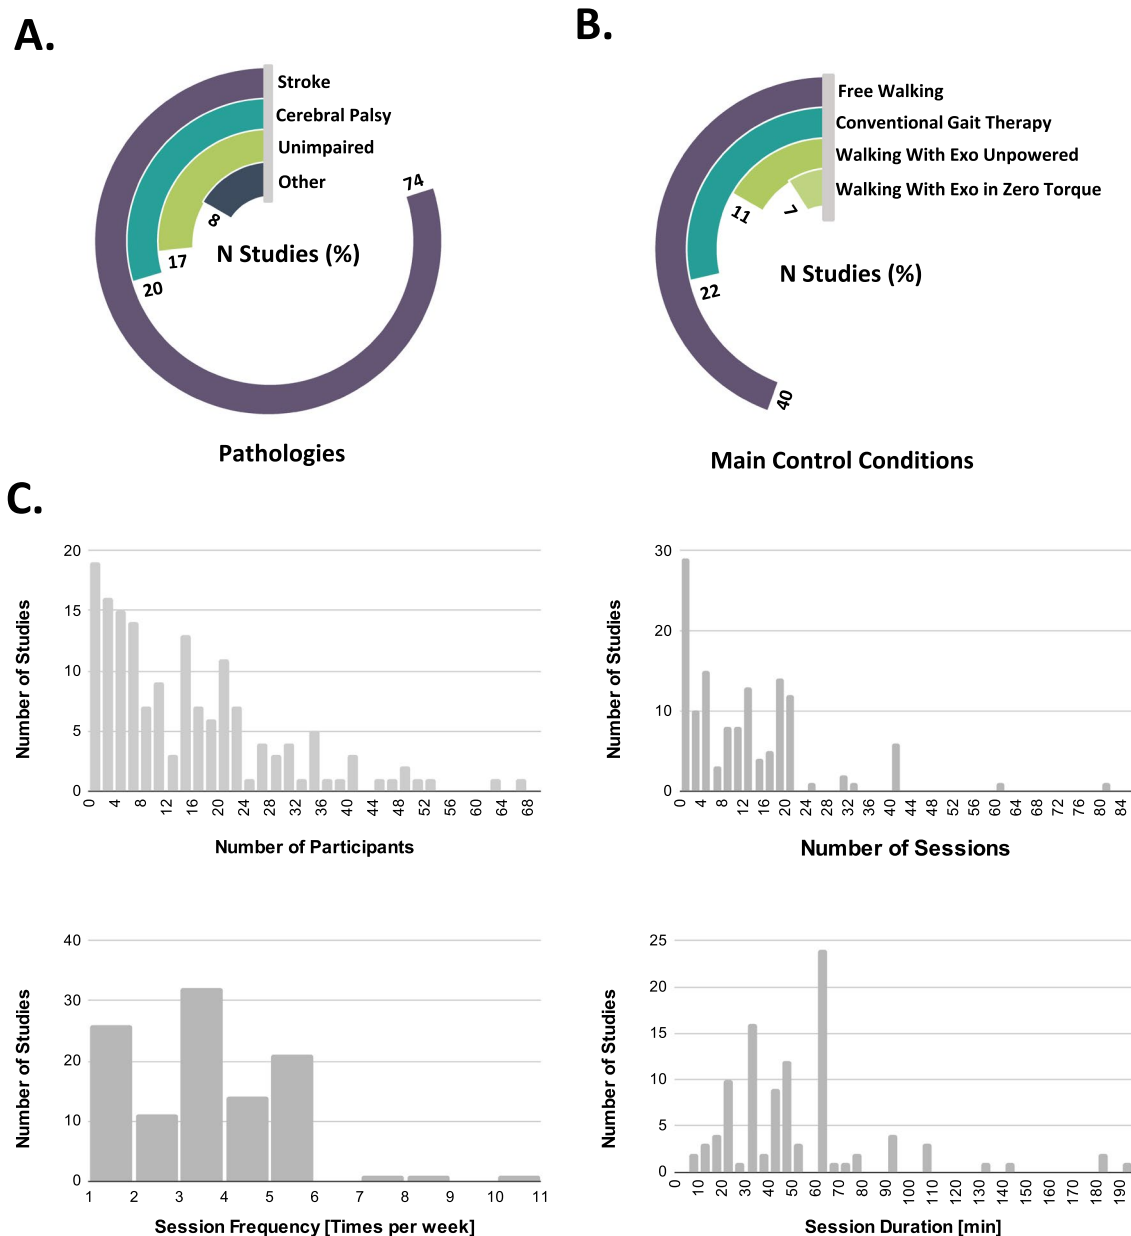 A.
B.
Stroke
Cerebral Palsy
Unimpaired
Other
74
8
17
20
N Studies (%)
Pathologies
Free Walking
Conventional Gait Therapy
Walking With Exo Unpowered
Walking With Exo in Zero Torque
7
11
22
40
N Studies (%)
Main Control Conditions
C.
Number of Studies
20
15
10
5
0
0 4 8 12 16 20 24 28 32 36 40 44 48 52 56 60 64 68
Number of Participants
Number of Studies
30
20
10
0
0 4 8 12 16 20 24 28 32 36 40 44 48 52 56 60 64 68 72 76 80 84
Number of Sessions
Number of Studies
40
30
20
10
0
1 2 3 4 5 6 7 8 9 10 11
Session Frequency [Times per week]
Number of Studies
25
20
15
10
5
0
0 10 20 30 40 50 60 70 80 90 100 110 120 130 140 150 160 170 180 190
Session Duration [min]